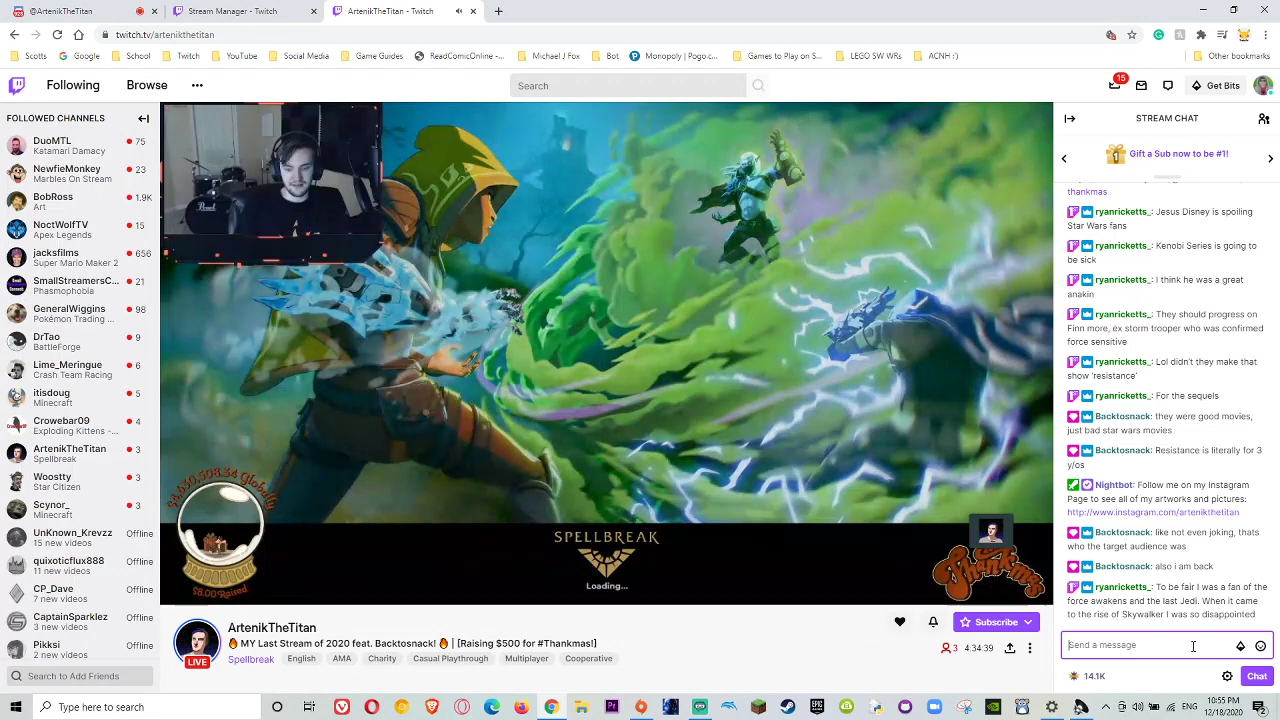 @ArtenikTheTitan
Stream Manager - Twitch
ArtenikTheTitan - Twitch
twitch.tv/artenikthetitan
Scotts
Google
School
Twitch
YouTube
Social Media
Game Guides
ReadComicOnline -...
Michael J Fox
Bot
Monopoly | Pogo.c...
Games to Play on S...
LEGO SW WRs
ACNH :)
Other bookmarks
Following
Browse
Search
15
Get Bits
FOLLOWED CHANNELS
DuoMTL 75
Katamari Damacy
NewfieMonkey 23
Marbles On Stream
BobRoss 1.9K
Art
NoctWolfTV 15
Apex Legends
jacksfilms 656
Super Mario Maker 2
SmallStreamersC... 21
Phasmophobia
GeneralWiggins 98
Pokémon Trading ...
DrTao 9
BattleForge
Lime_Meringue 6
Crash Team Racing
itisdoug 5
Minecraft
Crowebar09 4
Exploding Kittens -...
ArtenikTheTitan 3
Spellbreak
Woostty 3
Star Citizen
Scynor_ 3
Minecraft
UnKnown_Krevzz Offline
15 new videos
quixoticflux888 Offline
11 new videos
CP_Dave Offline
7 new videos
CaptainSparklez Offline
3 new videos
Pikksi Offline
2 new videos
Search to Add Friends
Globally
$8.00 Raised
SPELLBREAK
Loading...
Thankmas
LIVE
ArtenikTheTitan
🔥 MY Last Stream of 2020 feat. Backtosnack! 🔥 | [Raising $500 for #Thankmas!]
Spellbreak
English
AMA
Charity
Casual Playthrough
Multiplayer
Cooperative
Subscribe
3
4:34:39
STREAM CHAT
1
Gift a Sub now to be #1!
thankmas
ryanricketts_: Jesus Disney is spoiling
Star Wars fans
ryanricketts_: Kenobi Series is going to
be sick
ryanricketts_: I think he was a great
anakin
ryanricketts_: They should progress on
Finn more, ex storm trooper who was confirmed
force sensitive
ryanricketts_: Lol didn't they make that
show 'resistance'
ryanricketts_: For the sequels
Backtosnack: they were good movies,
just bad star wars movies
Backtosnack: Resistance is literally for 3
y/os
Nightbot: Follow me on my Instagram
Page to see all of my artworks and pictures:
http://www.instagram.com/artenikthetitan
Backtosnack: like not even joking, thats
who the target audience was
Backtosnack: also i am back
ryanricketts_: To be fair I was a fan of the
force awakens and the last Jedi. When it came
to the rise of Skywalker I was so disappointed
Send a message
14.1K
Chat
Type here to search
ENG
10:55 PM
12/18/2020